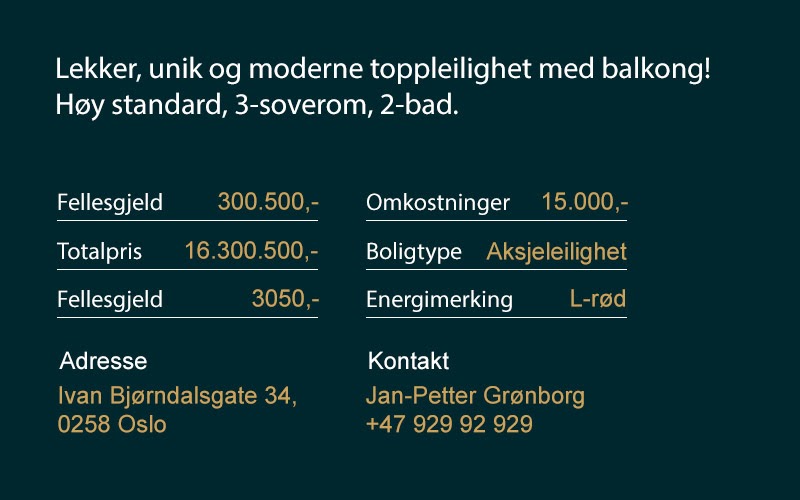 Lekker, unik og moderne toppleilighet med balkong!
Høy standard, 3-soverom, 2-bad.
Fellesgjeld 300.500,-
Omkostninger 15.000,-
Totalpris 16.300.500,-
Boligtype Aksjeleilighet
Fellesgjeld 3050,-
Energimerking L-rød
Adresse
Ivan Bjørndalsgate 34,
0258 Oslo
Kontakt
Jan-Petter Grønborg
+47 929 92 929